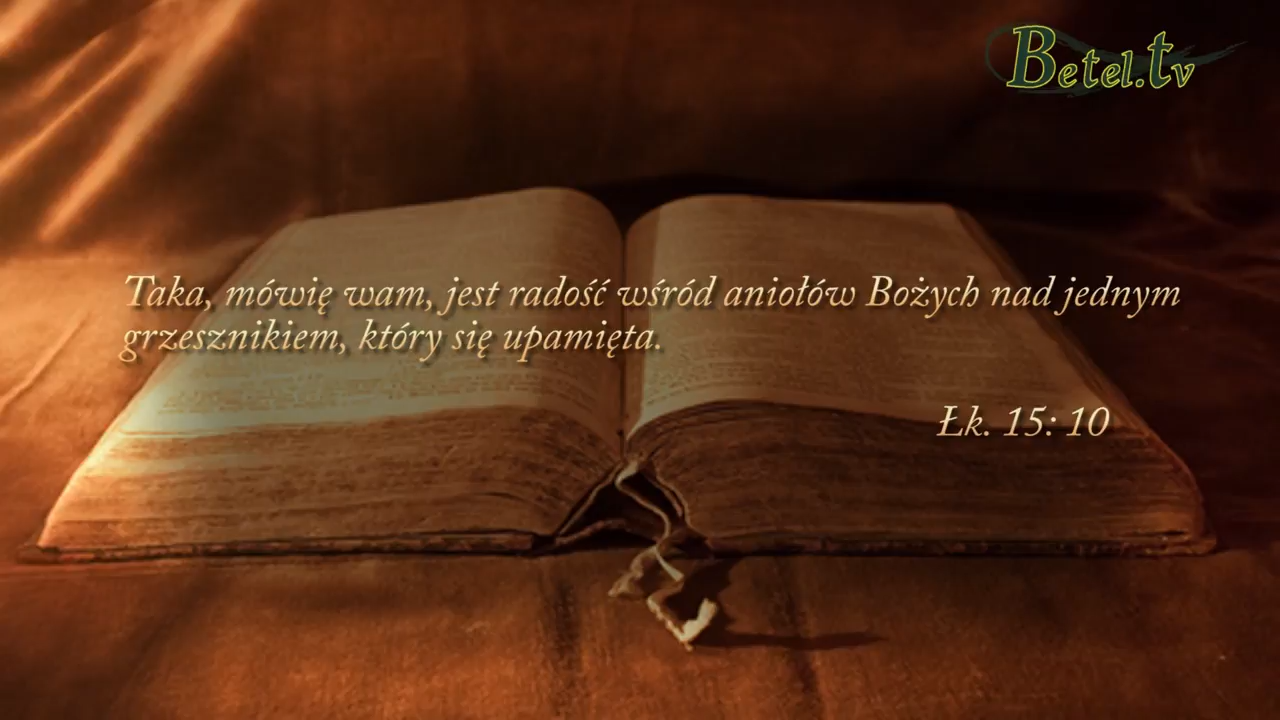 Betel.tv
Taka, mówię wam, jest radość wśród aniołów Bożych nad jednym
grzesznikiem, który się upamięta.
Łk. 15: 10